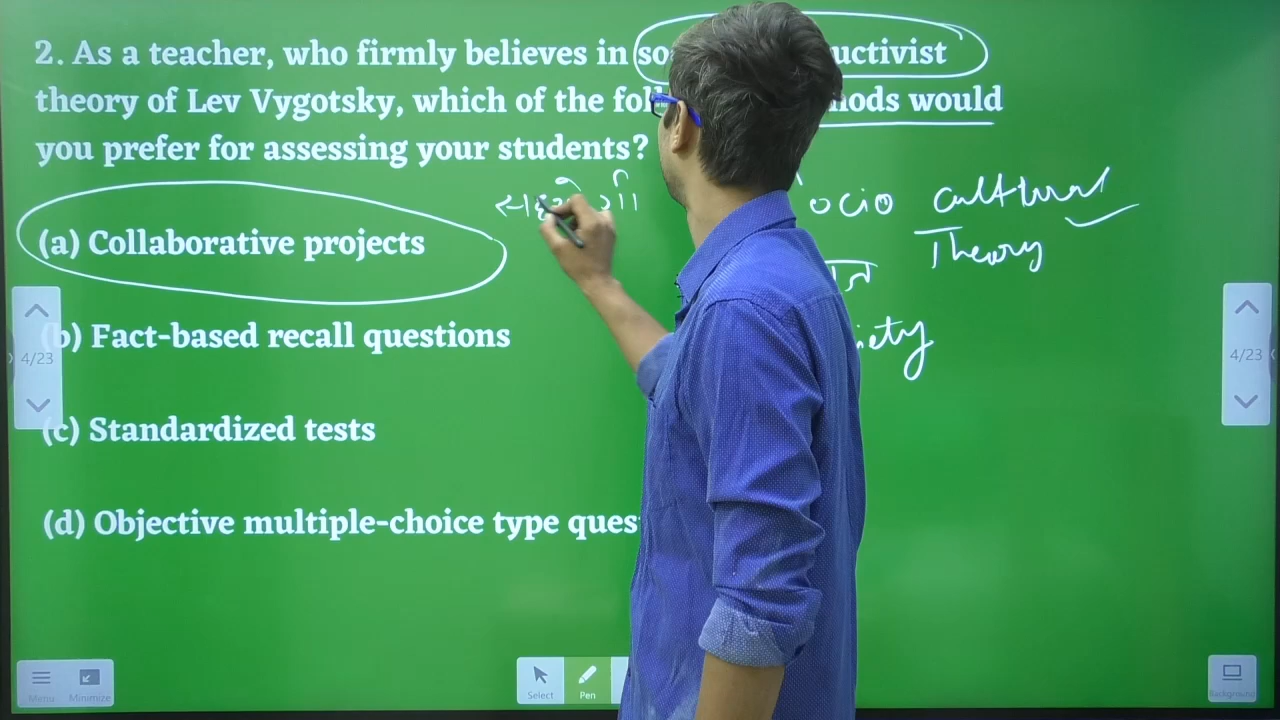 2. As a teacher, who firmly believes in so uctivist
theory of Lev Vygotsky, which of the fol hods would
you prefer for assessing your students?
ocio cultural
Theory
(a) Collaborative projects
iety
(b) Fact-based recall questions
4/23
4/23
(c) Standardized tests
(d) Objective multiple-choice type ques
Menu Minimize Select Pen Background